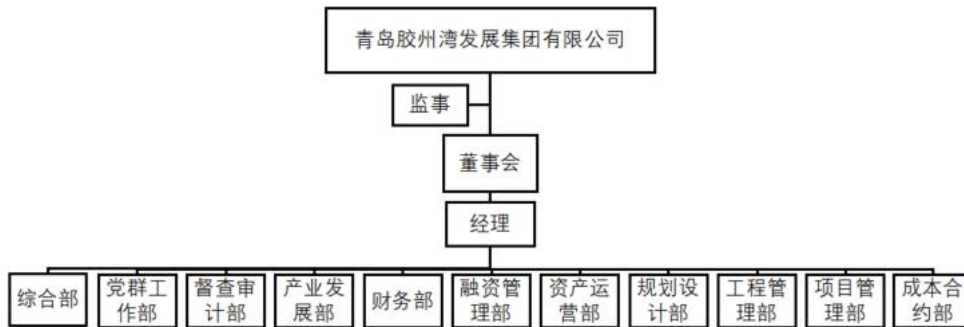 青岛胶州湾发展集团有限公司
监事
董事会
经理
综合部
党群工
作部
督查审
计部
产业发
展部
财务部
融资管
理部
资产运
营部
规划设
计部
工程管
理部
项目管
理部
成本合
约部